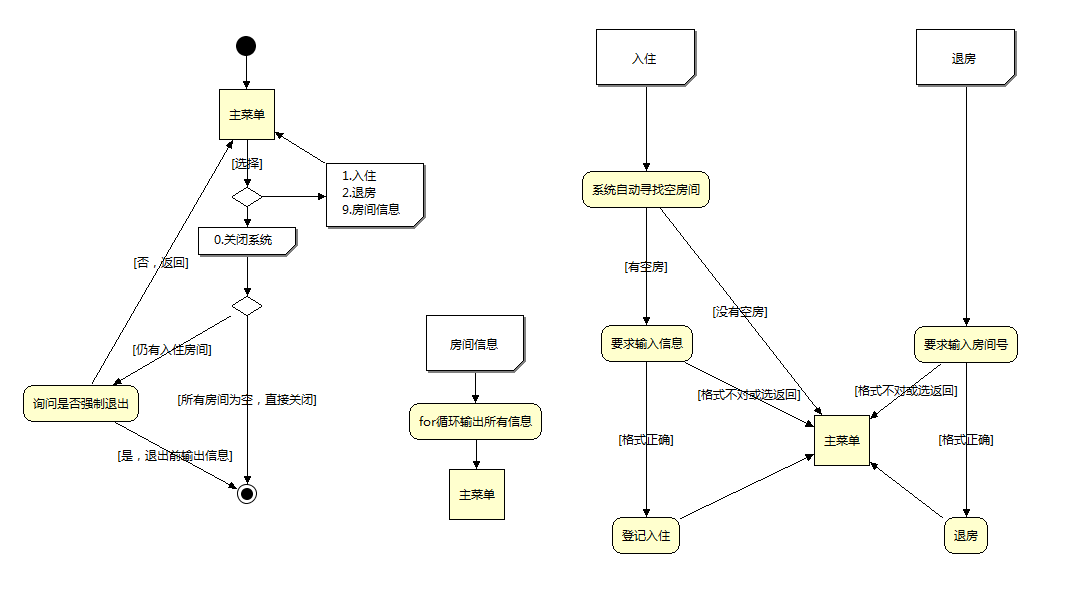 主菜单
[选择]
1.入住
2.退房
9.房间信息
0.关闭系统
[否，返回]
[仍有入住房间]
询问是否强制退出
[所有房间为空，直接关闭]
[是，退出前输出信息]
房间信息
for循环输出所有信息
主菜单
入住
系统自动寻找空房间
[有空房]
[没有空房]
要求输入信息
[格式不对或选返回]
[格式正确]
登记入住
主菜单
退房
要求输入房间号
[格式不对或选返回]
[格式正确]
退房